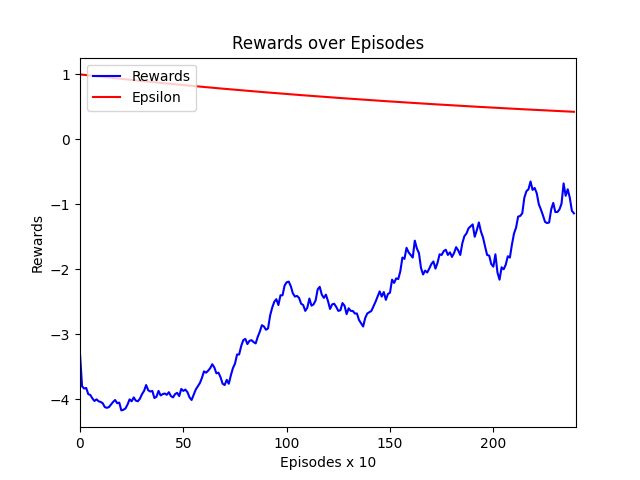 Rewards over Episodes
Rewards
Epsilon
1
0
−1
−2
−3
−4
Rewards
0 50 100 150 200
Episodes x 10